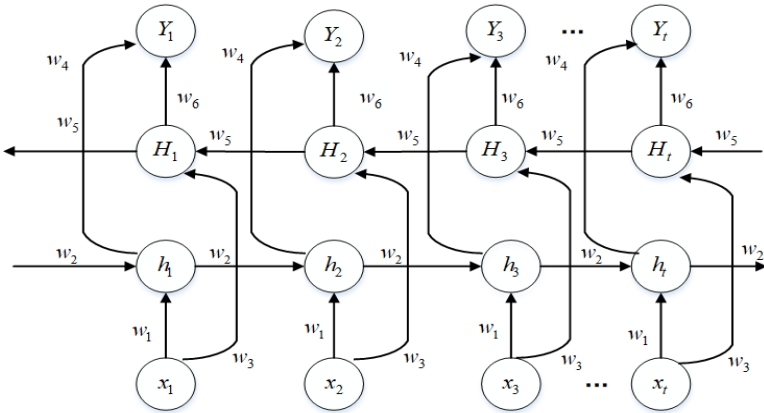 Y₁ Y₂ Y₃ ... Yₜ
w₄ w₄ w₄ w₄
w₆ w₆ w₆ w₆
w₅ w₅ w₅ w₅ w₅
H₁ H₂ H₃ Hₜ
w₂ w₂ w₂ w₂ w₂
h₁ h₂ h₃ hₜ
w₁ w₁ w₁ w₁
w₃ w₃ w₃ w₃
x₁ x₂ x₃ ... xₜ